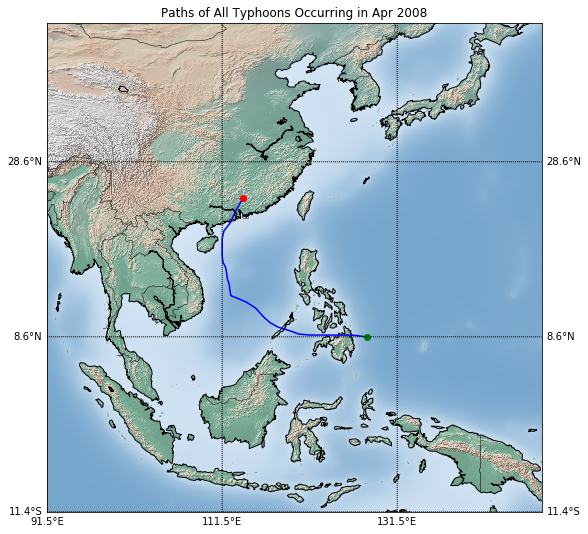 Paths of All Typhoons Occurring in Apr 2008
28.6°N 28.6°N
8.6°N 8.6°N
11.4°S 11.4°S
91.5°E 111.5°E 131.5°E